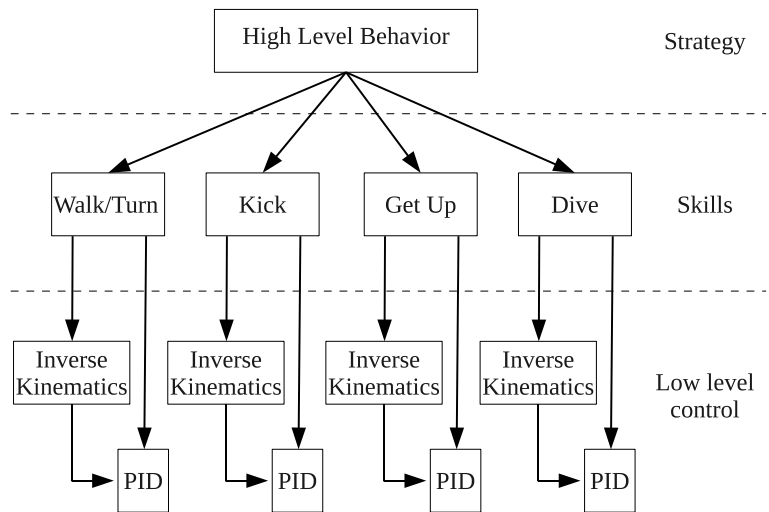 High Level Behavior
Strategy
Walk/Turn
Kick
Get Up
Dive
Skills
Inverse
Kinematics
Inverse
Kinematics
Inverse
Kinematics
Inverse
Kinematics
Low level
control
PID
PID
PID
PID